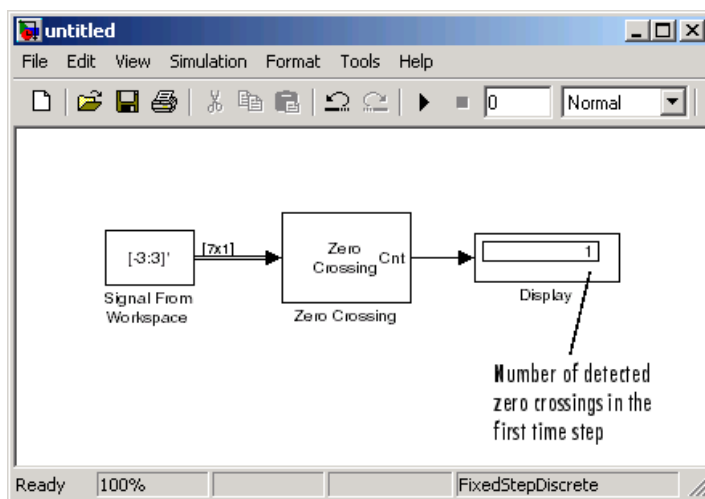 untitled
File Edit View Simulation Format Tools Help
0 Normal
[-3:3]'
[7x1]
Zero
Crossing
Cnt
1
Signal From
Workspace
Zero Crossing
Display
Number of detected
zero crossings in the
first time step
Ready 100% FixedStepDiscrete